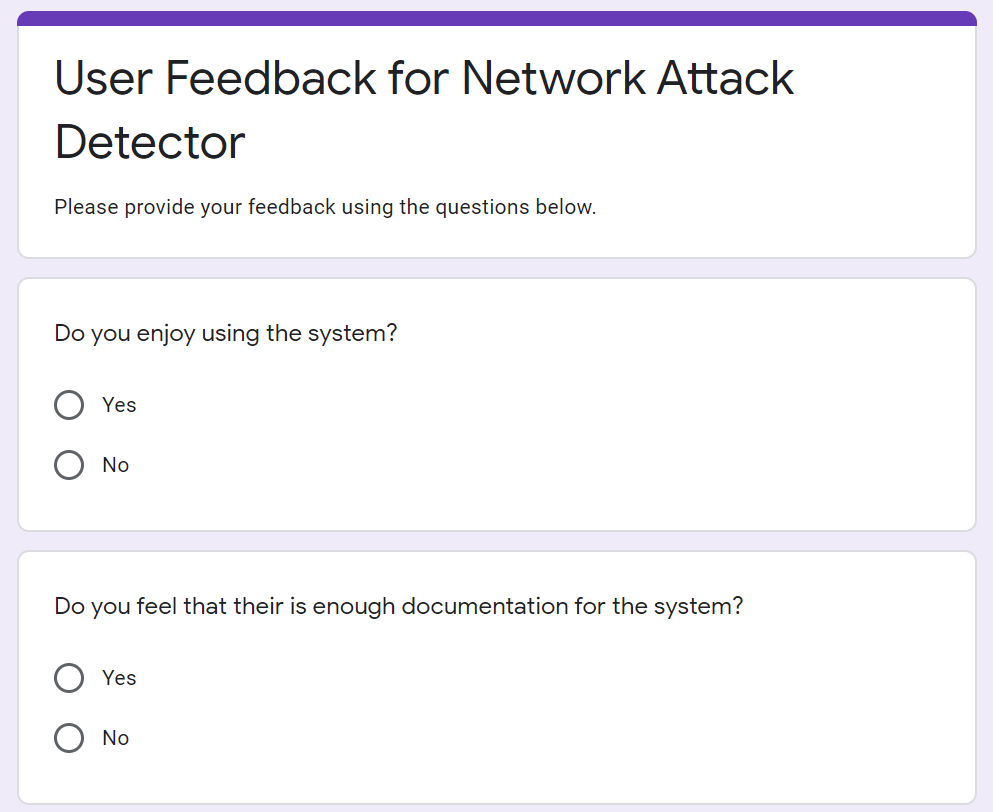 User Feedback for Network Attack
Detector
Please provide your feedback using the questions below.
Do you enjoy using the system?
Yes
No
Do you feel that their is enough documentation for the system?
Yes
No